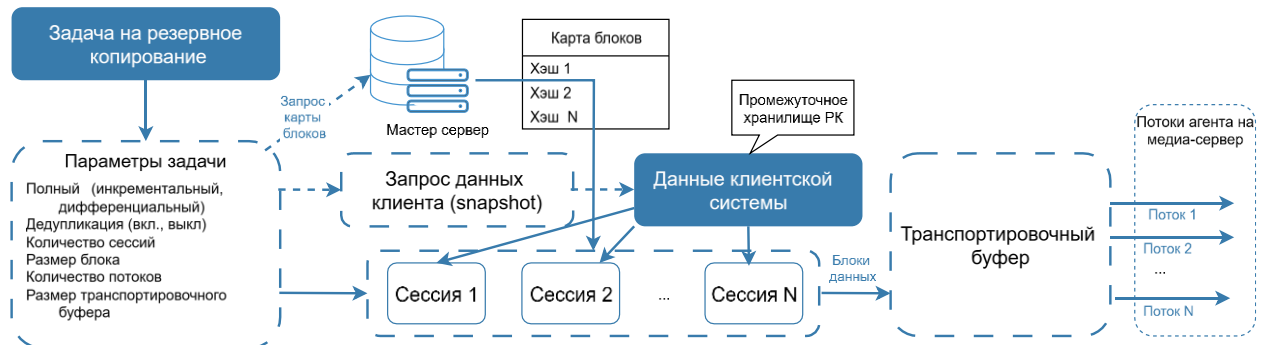 Задача на резервное
копирование
Запрос
карты
блоков
Мастер сервер
Карта блоков
Хэш 1
Хэш 2
Хэш N
Промежуточное
хранилище РК
Параметры задачи
Полный (инкрементальный,
дифференциальный)
Дедупликация (вкл., выкл)
Количество сессий
Размер блока
Количество потоков
Размер транспортировочного
буфера
Запрос данных
клиента (snapshot)
Данные клиентской
системы
Сессия 1
Сессия 2
...
Сессия N
Блоки
данных
Транспортировочный
буфер
Потоки агента на
медиа-сервер
Поток 1
Поток 2
...
Поток N